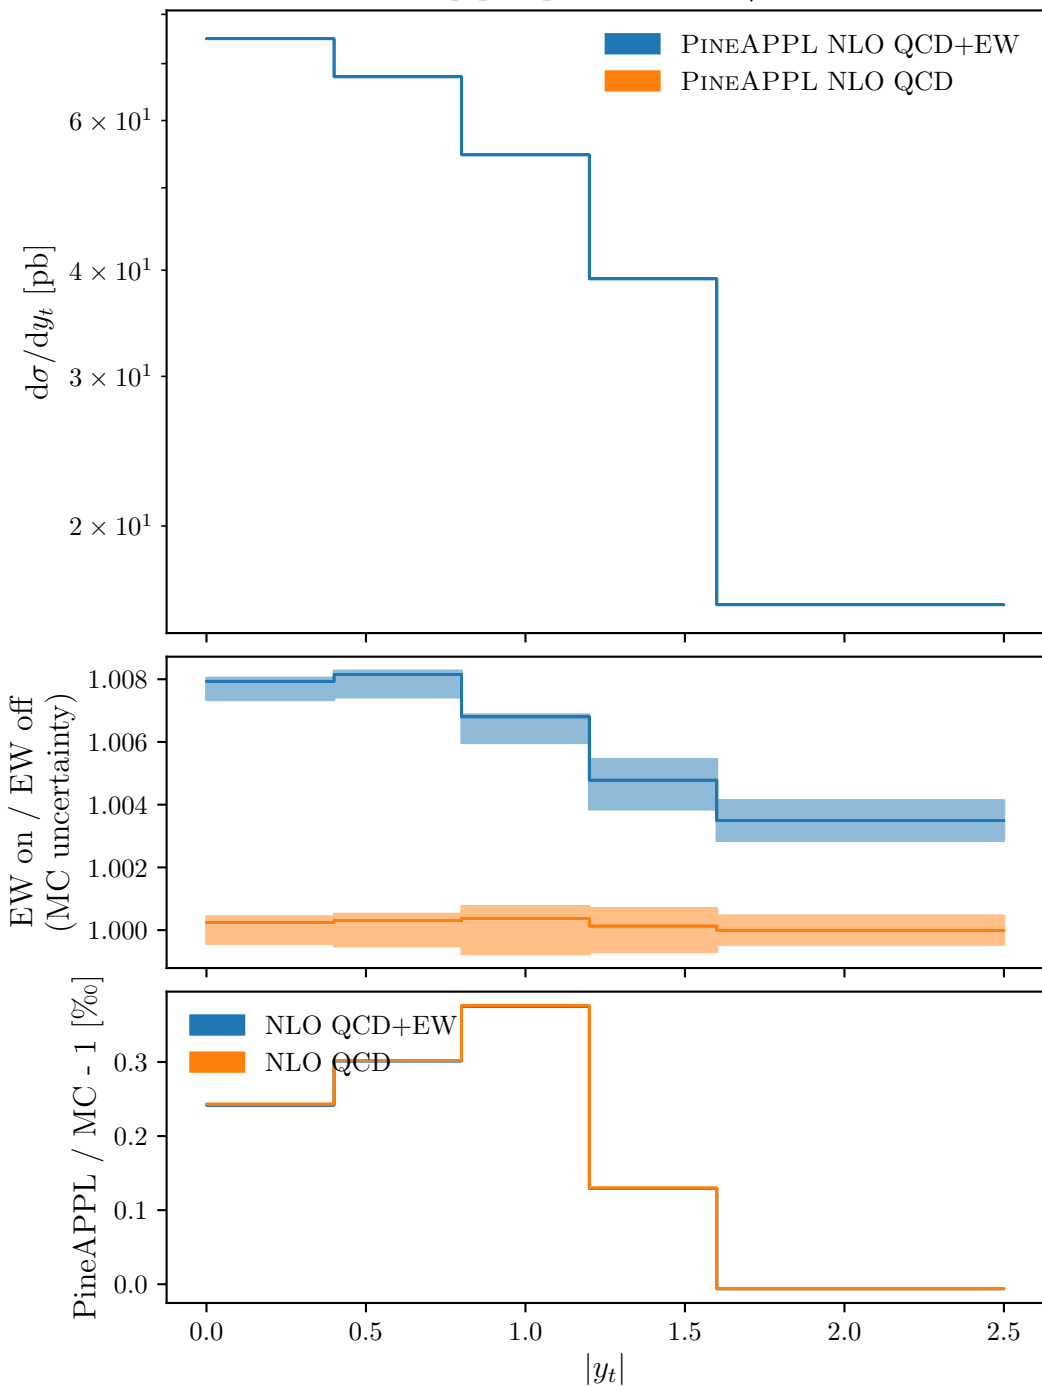 PINEAPPL NLO QCD+EW
PINEAPPL NLO QCD
6 × 10¹
4 × 10¹
3 × 10¹
2 × 10¹
dσ/dyₜ [pb]
1.008
1.006
1.004
1.002
1.000
EW on / EW off
(MC uncertainty)
NLO QCD+EW
NLO QCD
0.3
0.2
0.1
0.0
PineAPPL / MC - 1 [‰]
0.0 0.5 1.0 1.5 2.0 2.5
|yₜ|